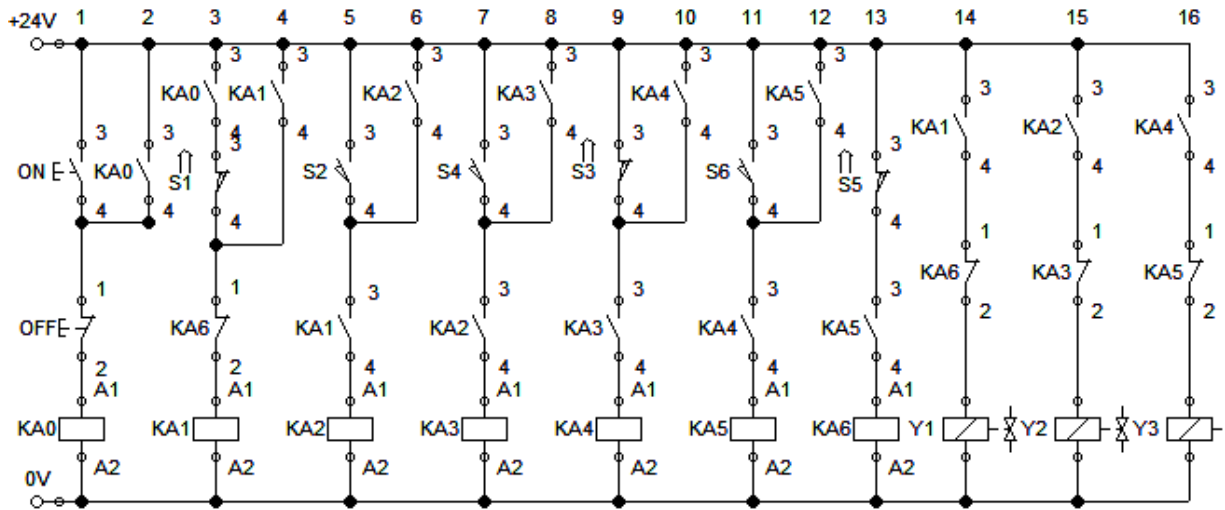 +24V 1 2 3 4 5 6 7 8 9 10 11 12 13 14 15 16
3 3 3 3 3 3 3
KA0 KA1 KA2 KA3 KA4 KA5 3 3 3
4 4 4 4 4 4 4 KA1 KA2 KA4
3 3 3 3 3 3 3 3
ON KA0 S1 S2 S4 S3 S6 S5 4 4 4
4 4 4 4 4 4 4 4
1 1 1
1 1 3 3 3 3 3 KA6 KA3 KA5
OFF KA6 KA1 KA2 KA3 KA4 KA5 2 2 2
2 2 4 4 4 4 4
A1 A1 A1 A1 A1 A1 A1
KA0 KA1 KA2 KA3 KA4 KA5 KA6 Y1 Y2 Y3
A2 A2 A2 A2 A2 A2 A2
0V